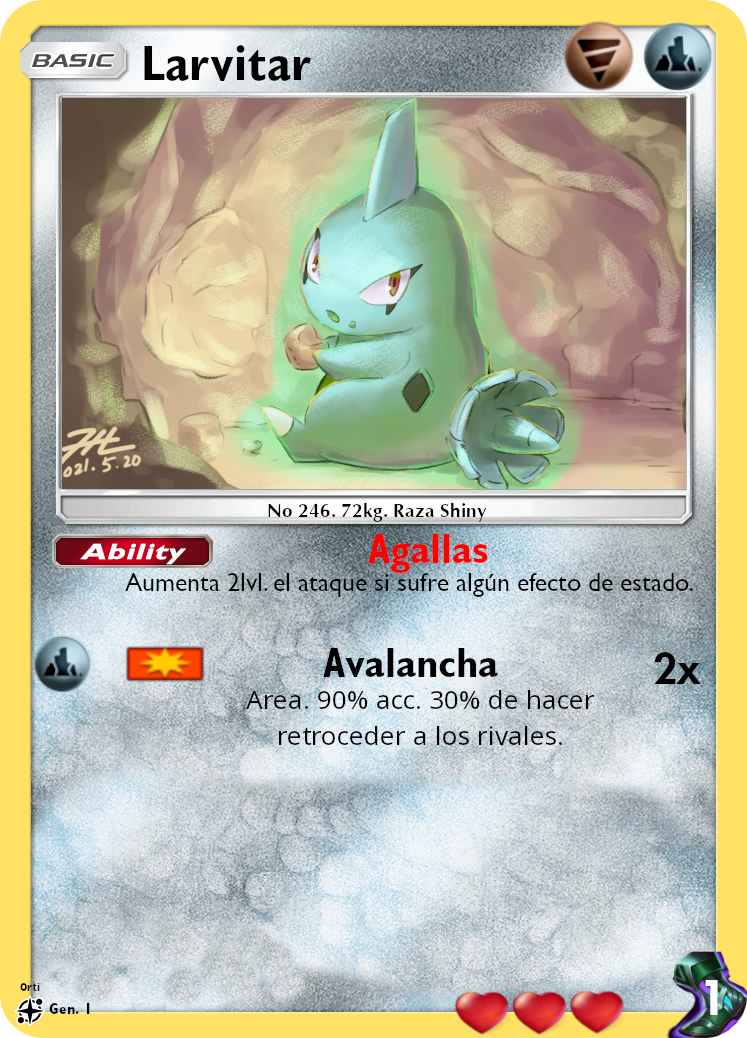 BASIC Larvitar
JH
021.5.20
No 246. 72kg. Raza Shiny
Ability Agallas
Aumenta 2lvl. el ataque si sufre algún efecto de estado.
Avalancha 2x
Area. 90% acc. 30% de hacer
retroceder a los rivales.
Orti
Gen. 1
1